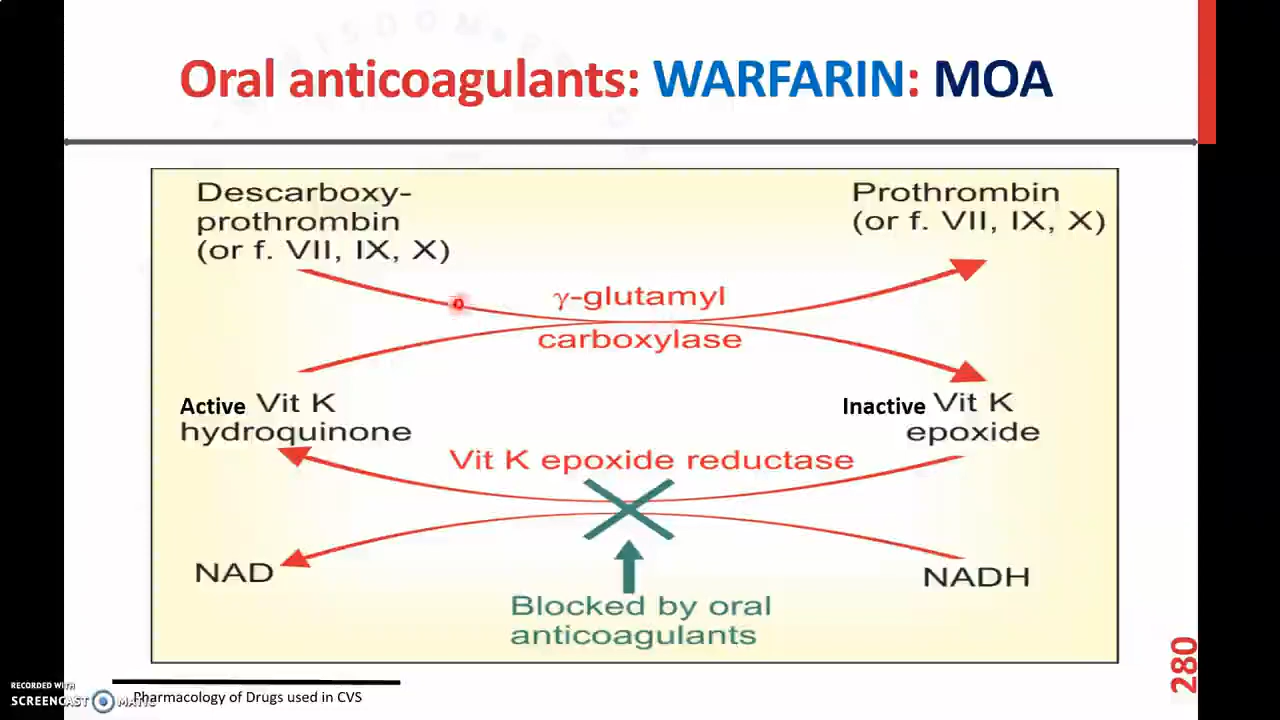 Oral anticoagulants: WARFARIN: MOA
Descarboxy-
prothrombin
(or f. VII, IX, X)
Prothrombin
(or f. VII, IX, X)
γ-glutamyl
carboxylase
Active Vit K
hydroquinone
Inactive Vit K
epoxide
Vit K epoxide reductase
NAD
NADH
Blocked by oral
anticoagulants
280
Pharmacology of Drugs used in CVS
RECORDED WITH
SCREENCAST MATIC